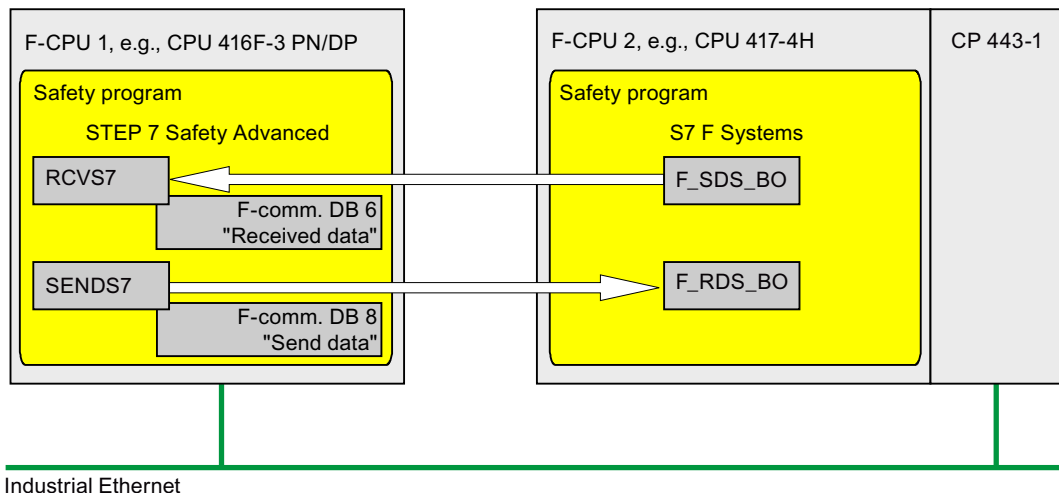 F-CPU 1, e.g., CPU 416F-3 PN/DP
Safety program
STEP 7 Safety Advanced
RCVS7
F-comm. DB 6
"Received data"
SENDS7
F-comm. DB 8
"Send data"
F-CPU 2, e.g., CPU 417-4H
Safety program
S7 F Systems
F_SDS_BO
F_RDS_BO
CP 443-1
Industrial Ethernet